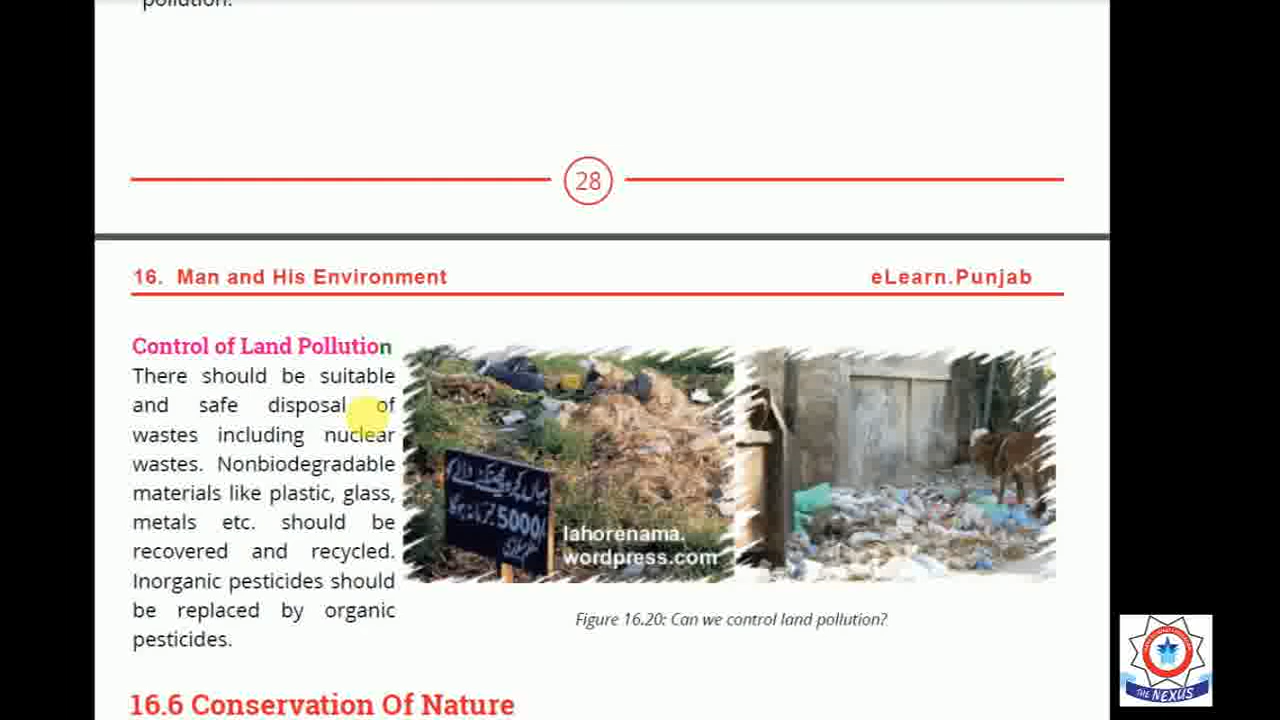 pollution.
28
16. Man and His Environment
eLearn.Punjab
Control of Land Pollution
There should be suitable
and safe disposal of
wastes including nuclear
wastes. Nonbiodegradable
materials like plastic, glass,
metals etc. should be
recovered and recycled.
Inorganic pesticides should
be replaced by organic
pesticides.
5000/
lahorenama.
wordpress.com
Figure 16.20: Can we control land pollution?
16.6 Conservation Of Nature
THE NEXUS